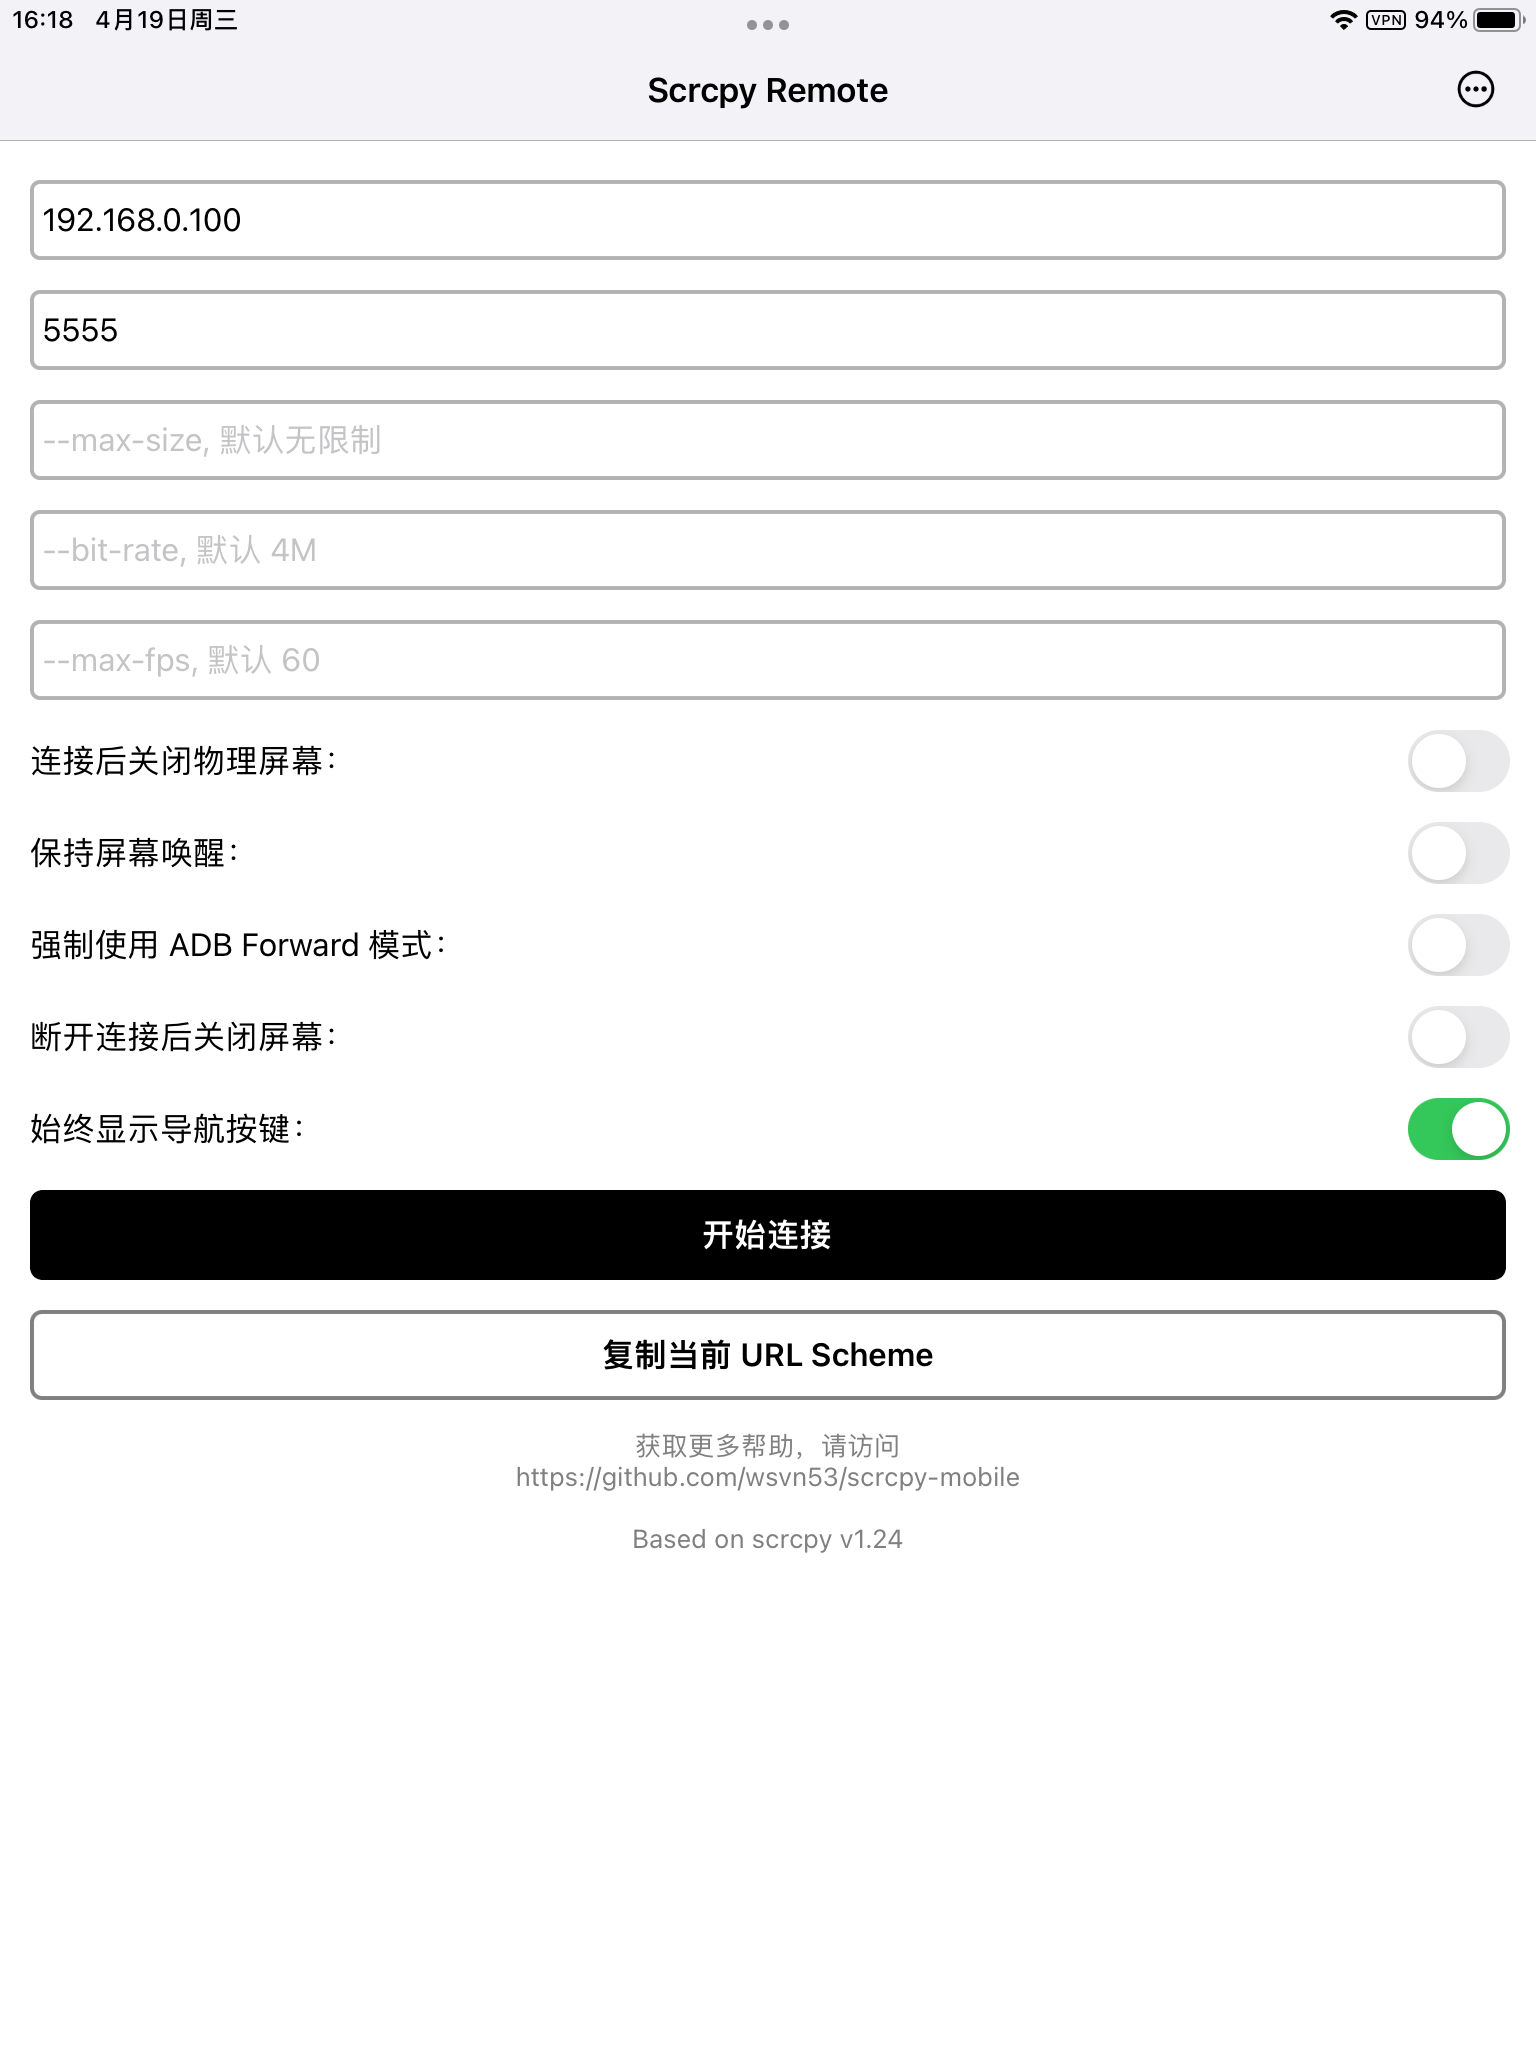 16:18 4月19日周三
VPN 94%
Scrcpy Remote
192.168.0.100
5555
--max-size, 默认无限制
--bit-rate, 默认 4M
--max-fps, 默认 60
连接后关闭物理屏幕：
保持屏幕唤醒：
强制使用 ADB Forward 模式：
断开连接后关闭屏幕：
始终显示导航按键：
开始连接
复制当前 URL Scheme
获取更多帮助，请访问
https://github.com/wsvn53/scrcpy-mobile
Based on scrcpy v1.24